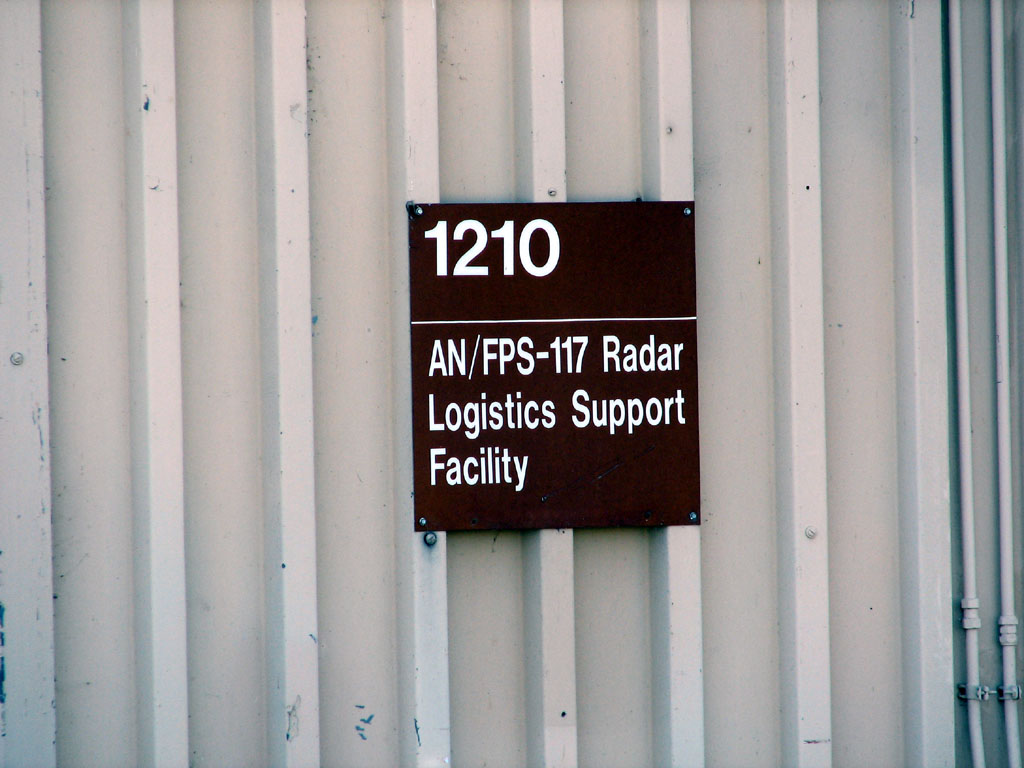 1210
AN/FPS-117 Radar
Logistics Support
Facility